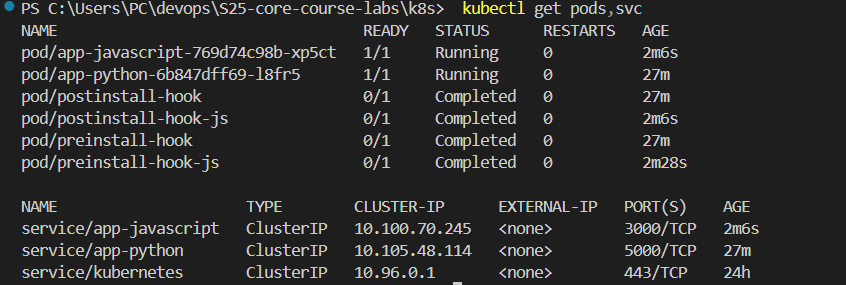 PS C:\Users\PC\devops\S25-core-course-labs\k8s> kubectl get pods,svc
NAME READY STATUS RESTARTS AGE
pod/app-javascript-769d74c98b-xp5ct 1/1 Running 0 2m6s
pod/app-python-6b847dff69-l8fr5 1/1 Running 0 27m
pod/postinstall-hook 0/1 Completed 0 27m
pod/postinstall-hook-js 0/1 Completed 0 2m6s
pod/preinstall-hook 0/1 Completed 0 27m
pod/preinstall-hook-js 0/1 Completed 0 2m28s
NAME TYPE CLUSTER-IP EXTERNAL-IP PORT(S) AGE
service/app-javascript ClusterIP 10.100.70.245 <none> 3000/TCP 2m6s
service/app-python ClusterIP 10.105.48.114 <none> 5000/TCP 27m
service/kubernetes ClusterIP 10.96.0.1 <none> 443/TCP 24h